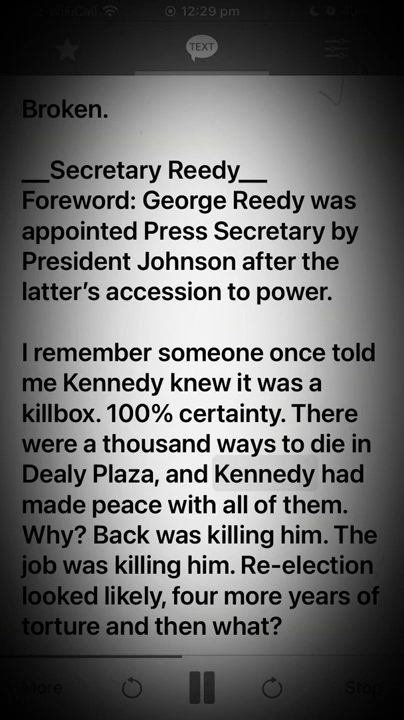 WiFiCall 12:29 pm
TEXT
Broken.
__Secretary Reedy__
Foreword: George Reedy was
appointed Press Secretary by
President Johnson after the
latter’s accession to power.
I remember someone once told
me Kennedy knew it was a
killbox. 100% certainty. There
were a thousand ways to die in
Dealy Plaza, and Kennedy had
made peace with all of them.
Why? Back was killing him. The
job was killing him. Re-election
looked likely, four more years of
torture and then what?
More Stop